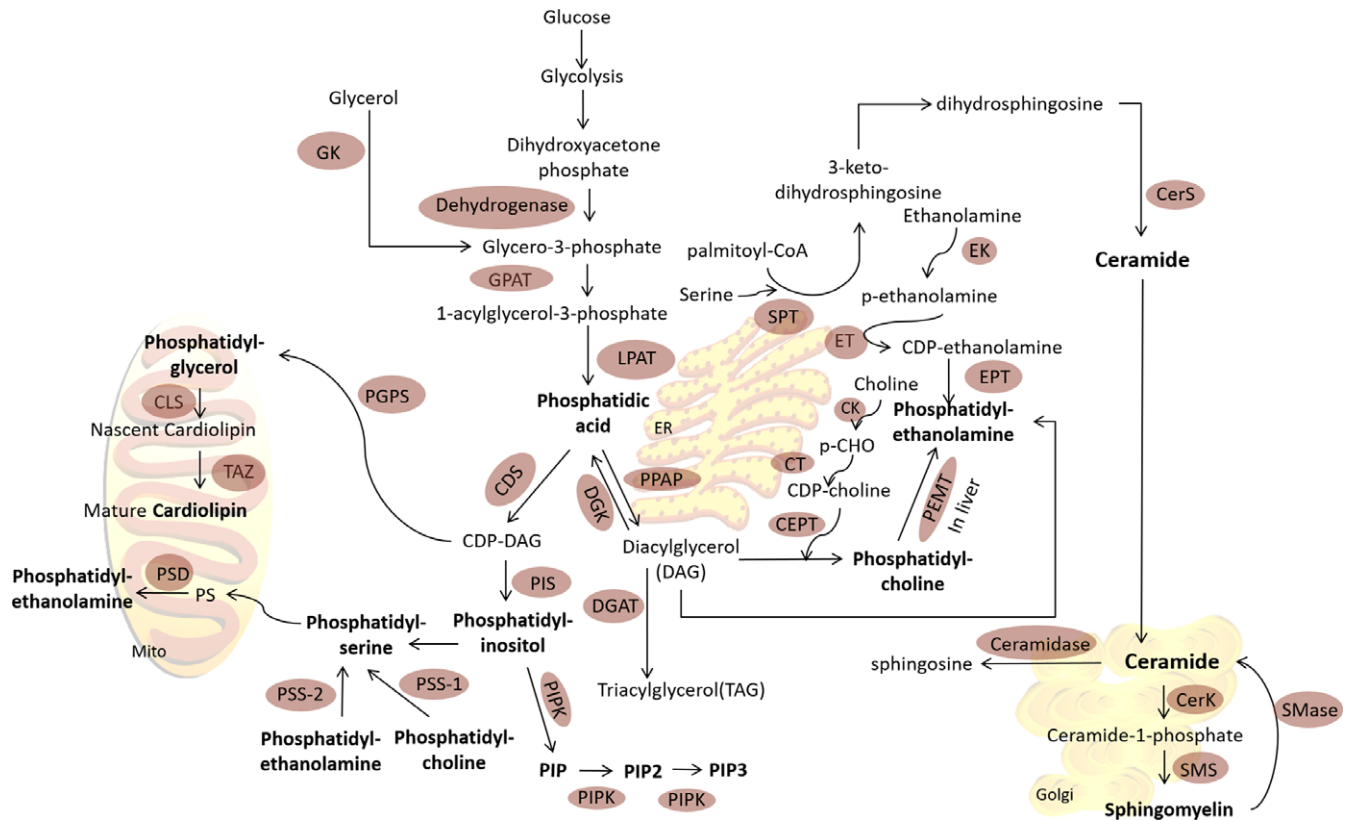 Glucose
Glycolysis
Glycerol
GK
Dihydroxyacetone
phosphate
Dehydrogenase
Glycero-3-phosphate
GPAT
1-acylglycerol-3-phosphate
LPAT
Phosphatidic
acid
dihydrosphingosine
3-keto-
dihydrosphingosine
CerS
Ceramide
palmitoyl-CoA
Serine
SPT
Ethanolamine
EK
p-ethanolamine
ET
CDP-ethanolamine
EPT
Phosphatidyl-
ethanolamine
Choline
CK
p-CHO
CT
CDP-choline
CEPT
PEMT
In liver
Phosphatidyl-
choline
ER
PPAP
DGK
CDS
Diacylglycerol
(DAG)
DGAT
Triacylglycerol(TAG)
CDP-DAG
PGPS
PIS
Phosphatidyl-
inositol
Phosphatidyl-
glycerol
CLS
Nascent Cardiolipin
TAZ
Mature Cardiolipin
PSD
Phosphatidyl-
ethanolamine
PS
Mito
Phosphatidyl-
serine
PSS-2
PSS-1
Phosphatidyl-
ethanolamine
Phosphatidyl-
choline
PIPK
PIP
PIP2
PIP3
PIPK
PIPK
Ceramidase
sphingosine
Ceramide
CerK
Ceramide-1-phosphate
SMS
SMase
Golgi
Sphingomyelin